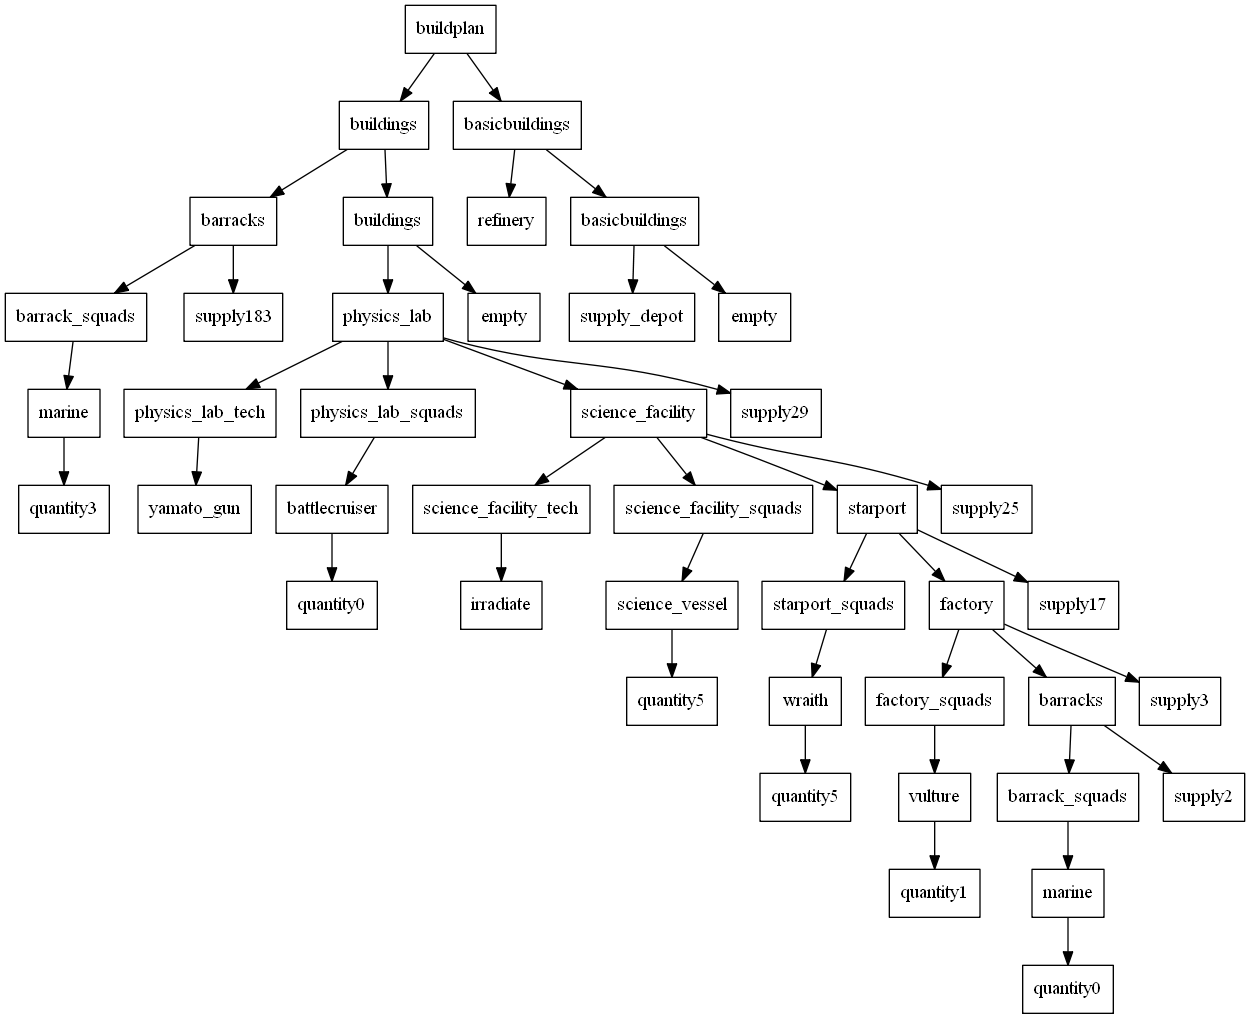 buildplan
buildings
basicbuildings
barracks
buildings
refinery
basicbuildings
barrack_squads
supply183
physics_lab
empty
supply_depot
empty
marine
physics_lab_tech
physics_lab_squads
science_facility
supply29
quantity3
yamato_gun
battlecruiser
science_facility_tech
science_facility_squads
starport
supply25
quantity0
irradiate
science_vessel
starport_squads
factory
supply17
quantity5
wraith
factory_squads
barracks
supply3
quantity5
vulture
barrack_squads
supply2
quantity1
marine
quantity0